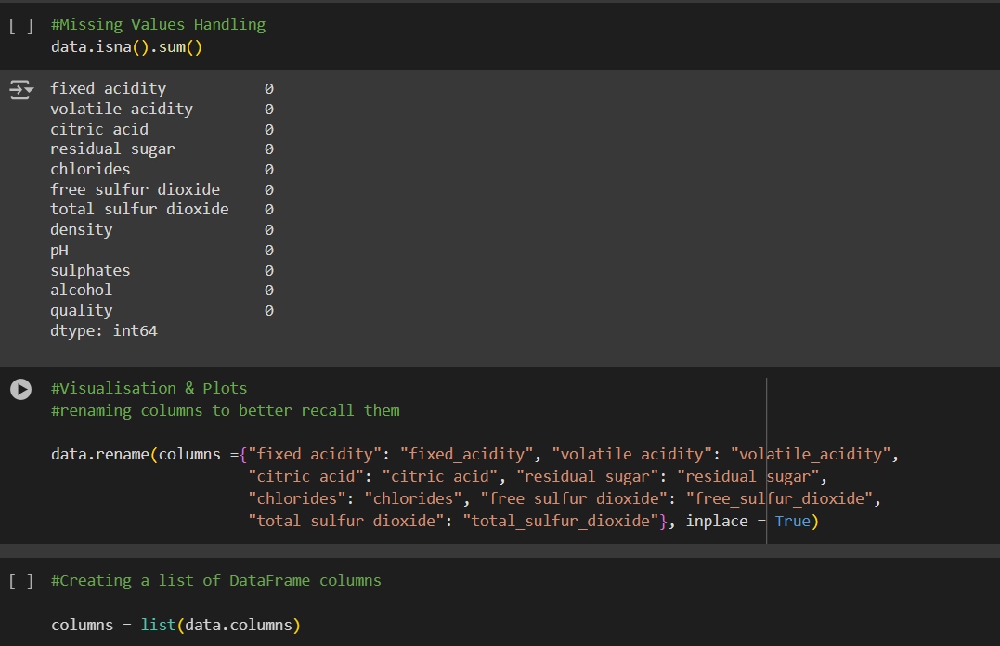 [ ] #Missing Values Handling
data.isna().sum()
fixed acidity 0
volatile acidity 0
citric acid 0
residual sugar 0
chlorides 0
free sulfur dioxide 0
total sulfur dioxide 0
density 0
pH 0
sulphates 0
alcohol 0
quality 0
dtype: int64
#Visualisation & Plots
#renaming columns to better recall them
data.rename(columns ={"fixed acidity": "fixed_acidity", "volatile acidity": "volatile_acidity",
"citric acid": "citric_acid", "residual sugar": "residual_sugar",
"chlorides": "chlorides", "free sulfur dioxide": "free_sulfur_dioxide",
"total sulfur dioxide": "total_sulfur_dioxide"}, inplace = True)
[ ] #Creating a list of DataFrame columns
columns = list(data.columns)